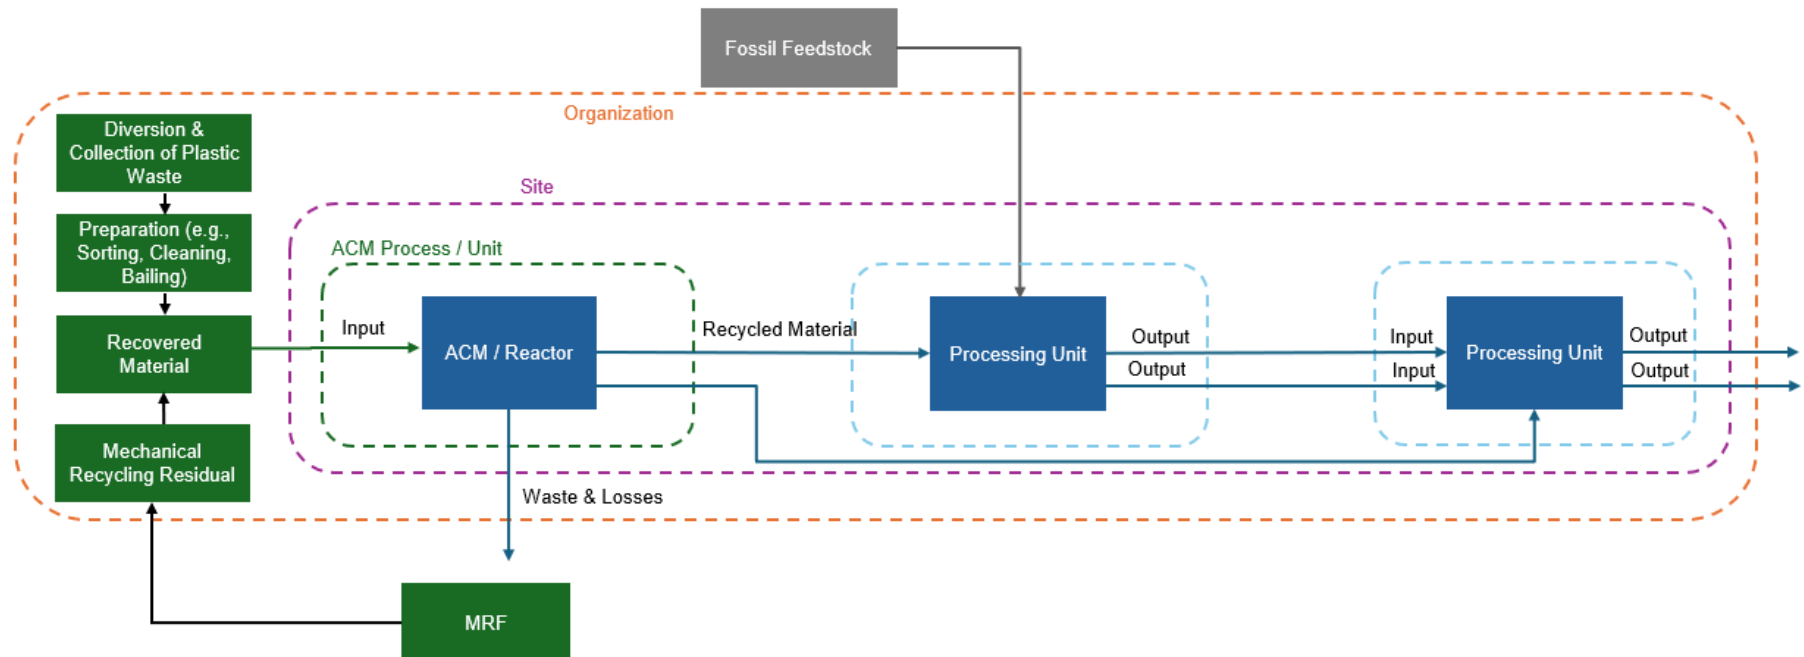 Fossil Feedstock
Organization
Diversion &
Collection of Plastic
Waste
Site
Preparation (e.g.,
Sorting, Cleaning,
Bailing)
ACM Process / Unit
Recovered
Material
Input
ACM / Reactor
Recycled Material
Processing Unit
Output
Output
Input
Input
Processing Unit
Output
Output
Mechanical
Recycling Residual
Waste & Losses
MRF